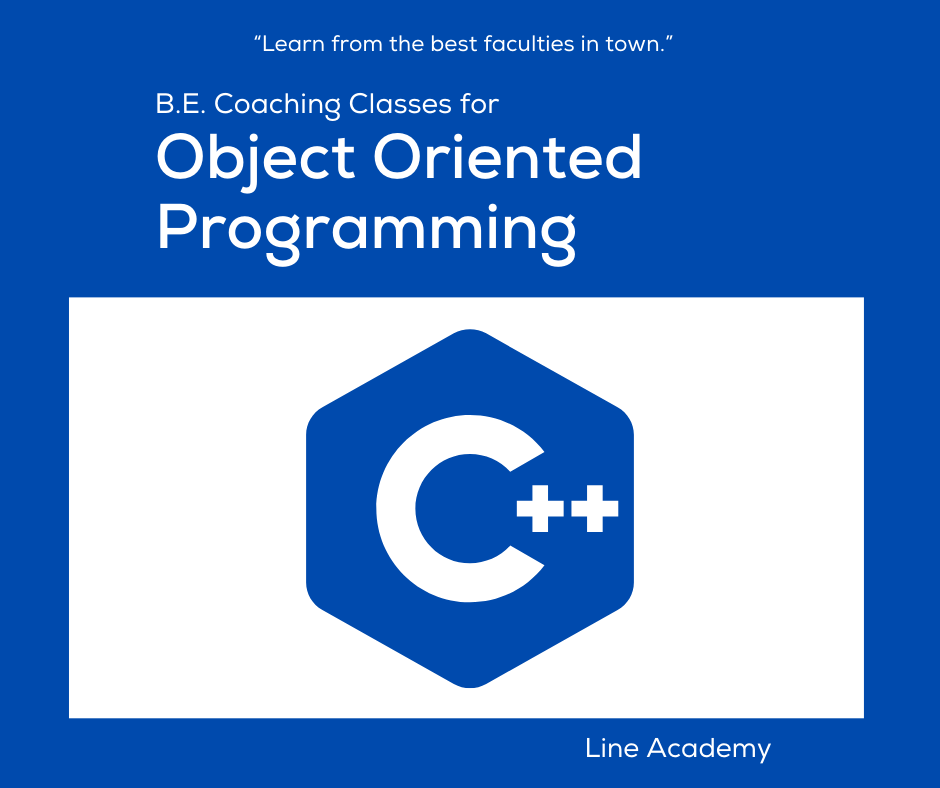 “Learn from the best faculties in town.”
B.E. Coaching Classes for
Object Oriented
Programming
C++
Line Academy